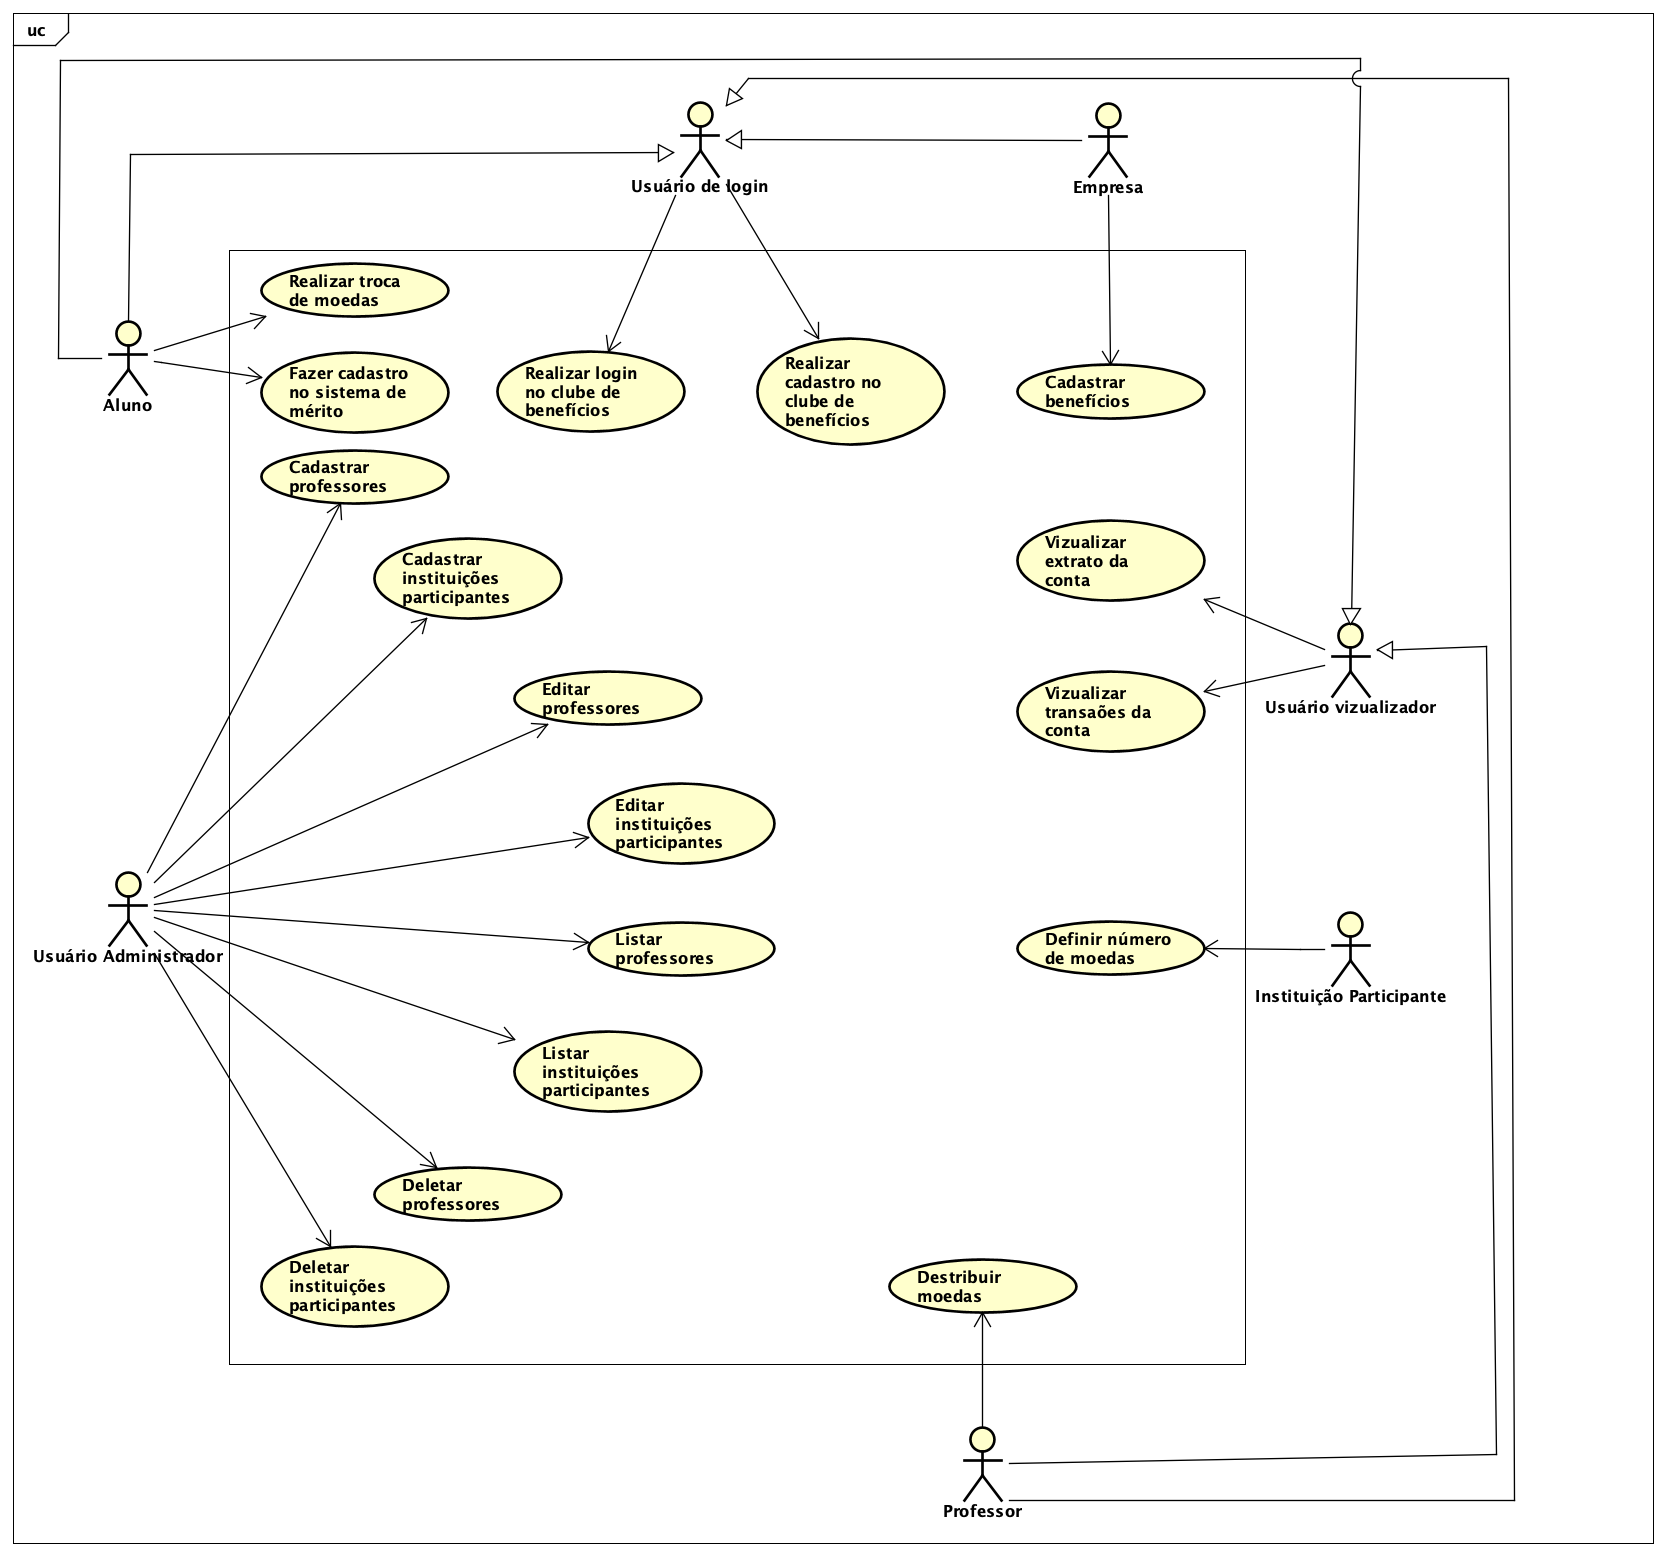 uc
Usuário de login
Empresa
Realizar troca
de moedas
Aluno
Fazer cadastro
no sistema de
mérito
Realizar login
no clube de
benefícios
Realizar
cadastro no
clube de
benefícios
Cadastrar
benefícios
Cadastrar
professores
Cadastrar
instituições
participantes
Vizualizar
extrato da
conta
Editar
professores
Vizualizar
transaões da
conta
Usuário vizualizador
Editar
instituições
participantes
Usuário Administrador
Listar
professores
Definir número
de moedas
Instituição Participante
Listar
instituições
participantes
Deletar
professores
Deletar
instituições
participantes
Destribuir
moedas
Professor